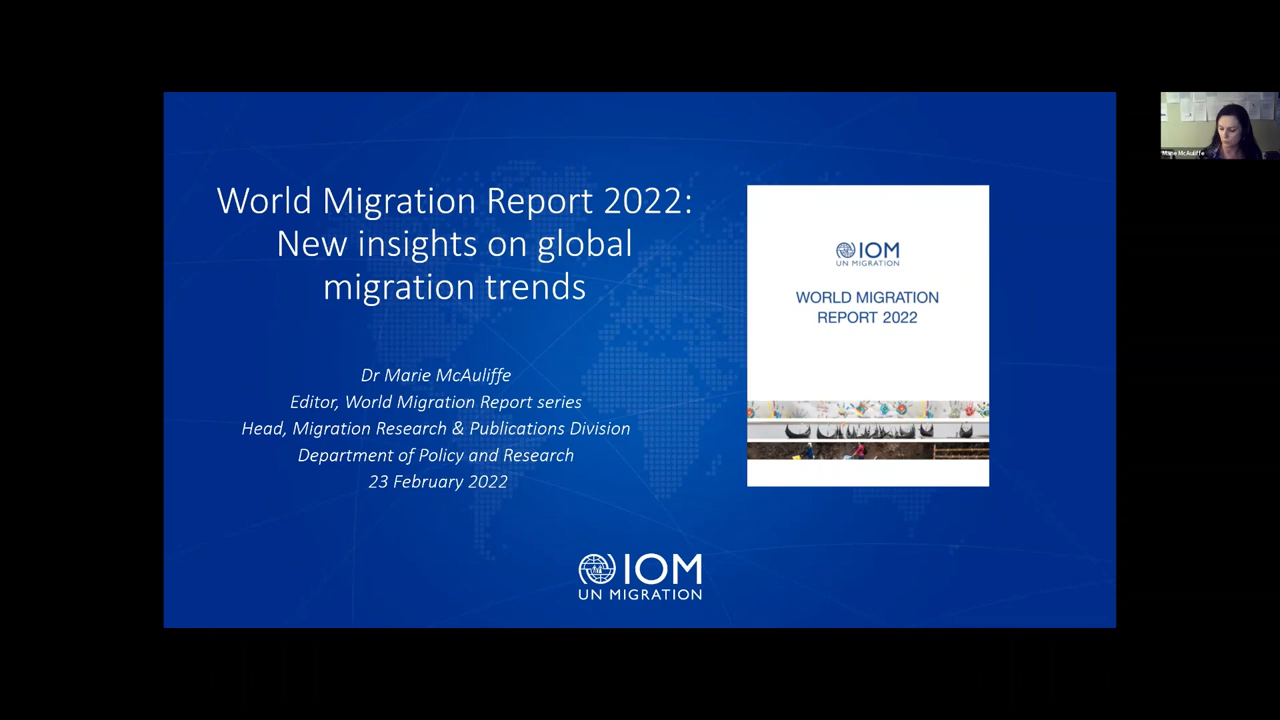 World Migration Report 2022:
New insights on global
migration trends
Dr Marie McAuliffe
Editor, World Migration Report series
Head, Migration Research & Publications Division
Department of Policy and Research
23 February 2022
IOM
UN MIGRATION
WORLD MIGRATION
REPORT 2022
IOM
UN MIGRATION
Marie McAuliffe